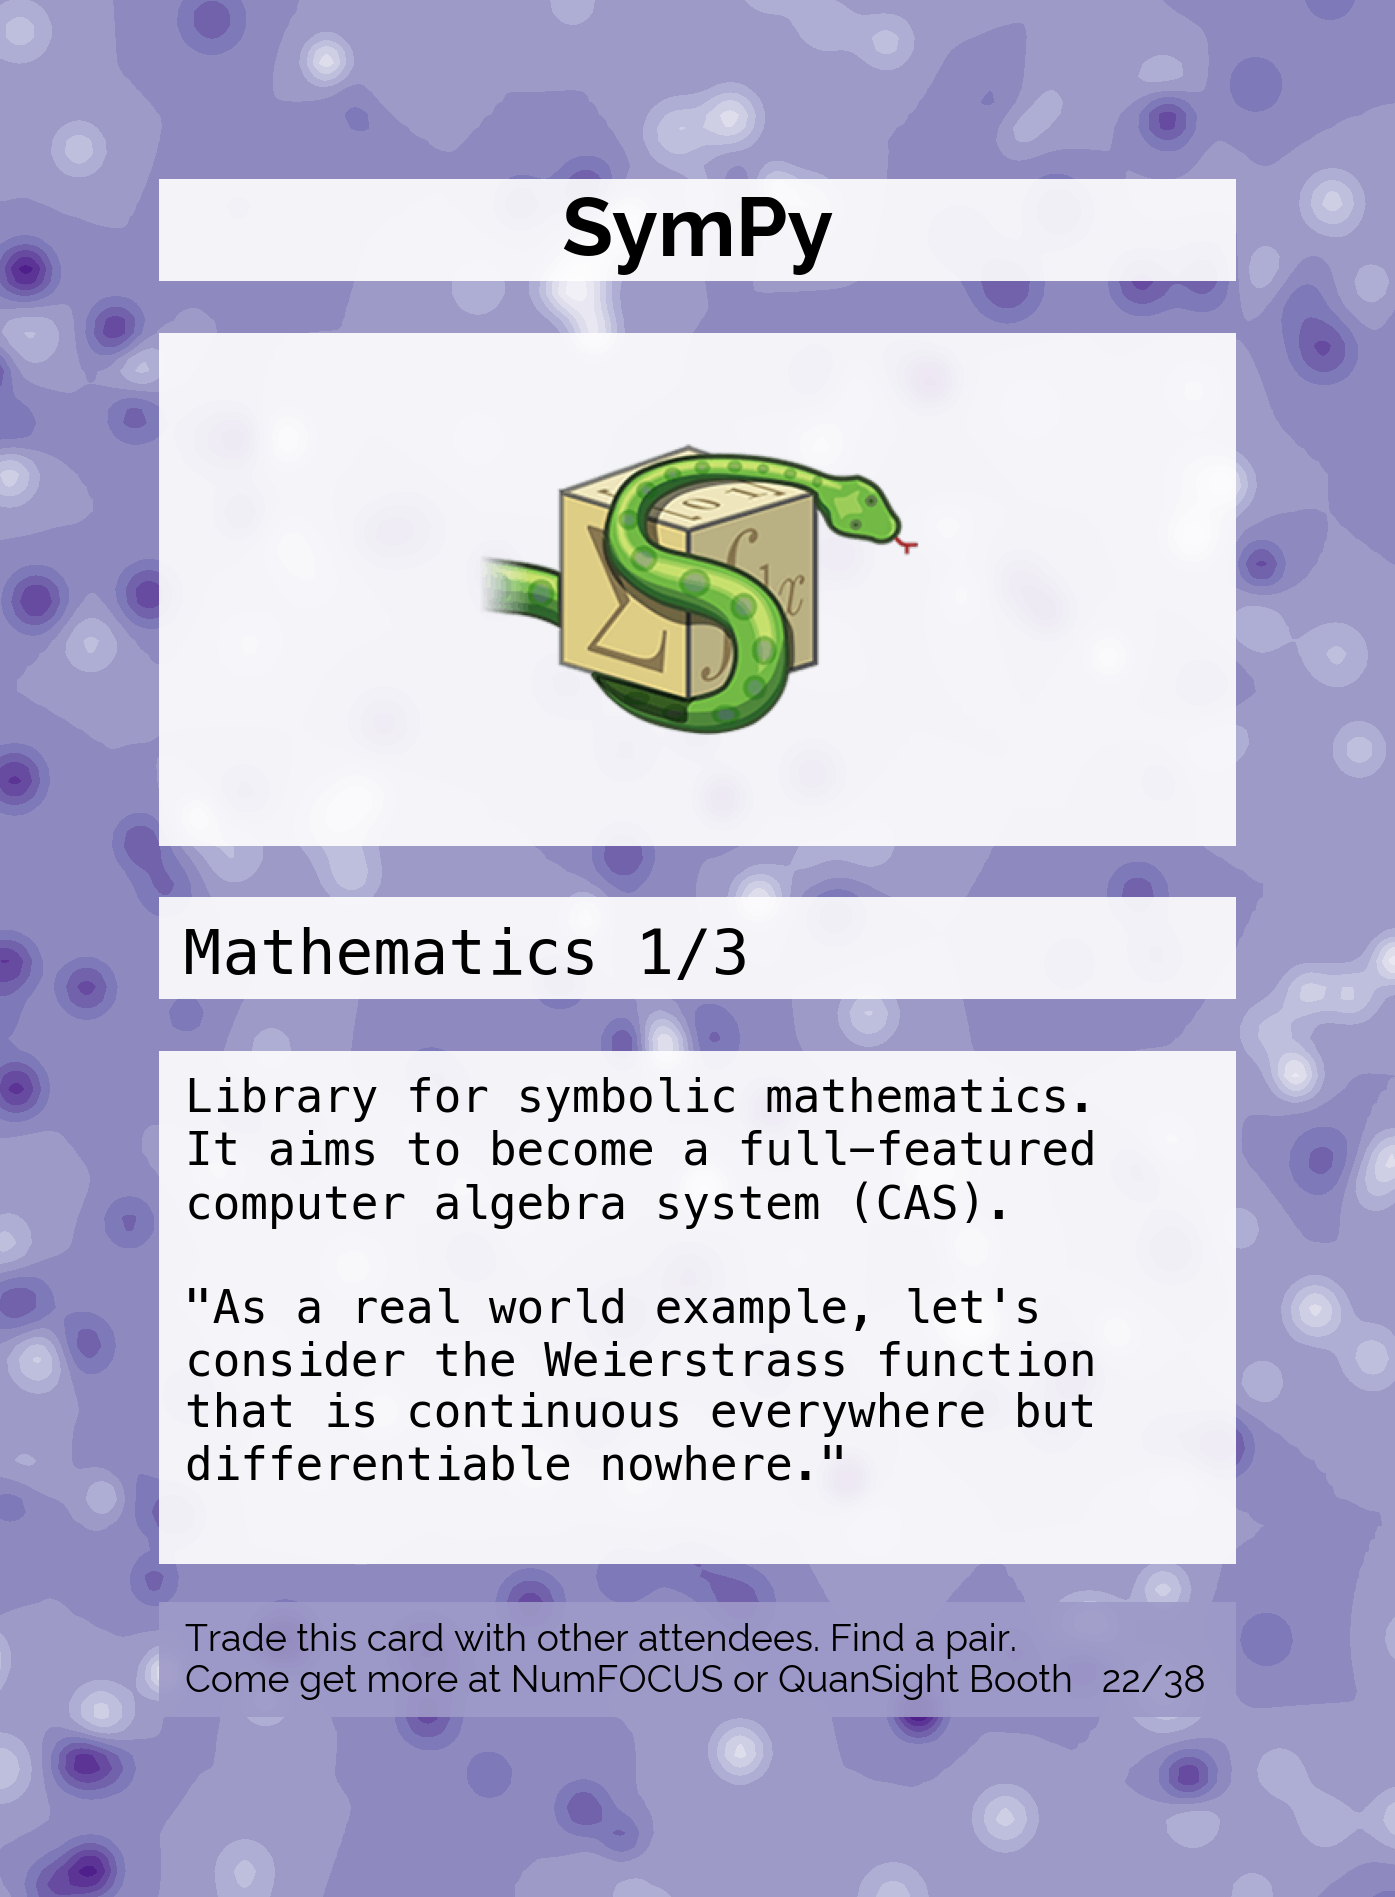 SymPy
Mathematics 1/3
Library for symbolic mathematics.
It aims to become a full-featured
computer algebra system (CAS).
"As a real world example, let's
consider the Weierstrass function
that is continuous everywhere but
differentiable nowhere."
Trade this card with other attendees. Find a pair.
Come get more at NumFOCUS or QuanSight Booth 22/38